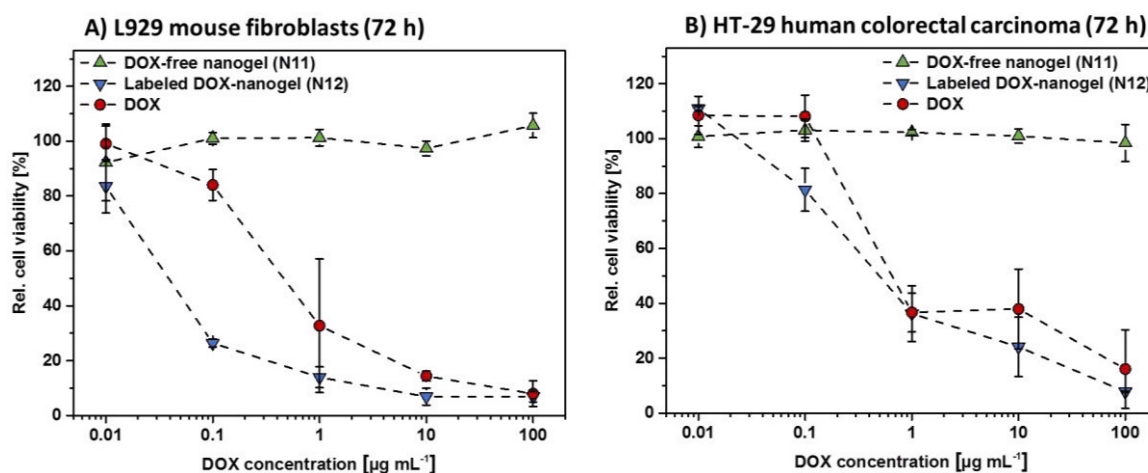 A) L929 mouse fibroblasts (72 h)
DOX-free nanogel (N11)
Labeled DOX-nanogel (N12)
DOX
Rel. cell viability [%]
120
100
80
60
40
20
0
0.01 0.1 1 10 100
DOX concentration [µg mL⁻¹]
B) HT-29 human colorectal carcinoma (72 h)
DOX-free nanogel (N11)
Labeled DOX-nanogel (N12)
DOX
Rel. cell viability [%]
120
100
80
60
40
20
0
0.01 0.1 1 10 100
DOX concentration [µg mL⁻¹]